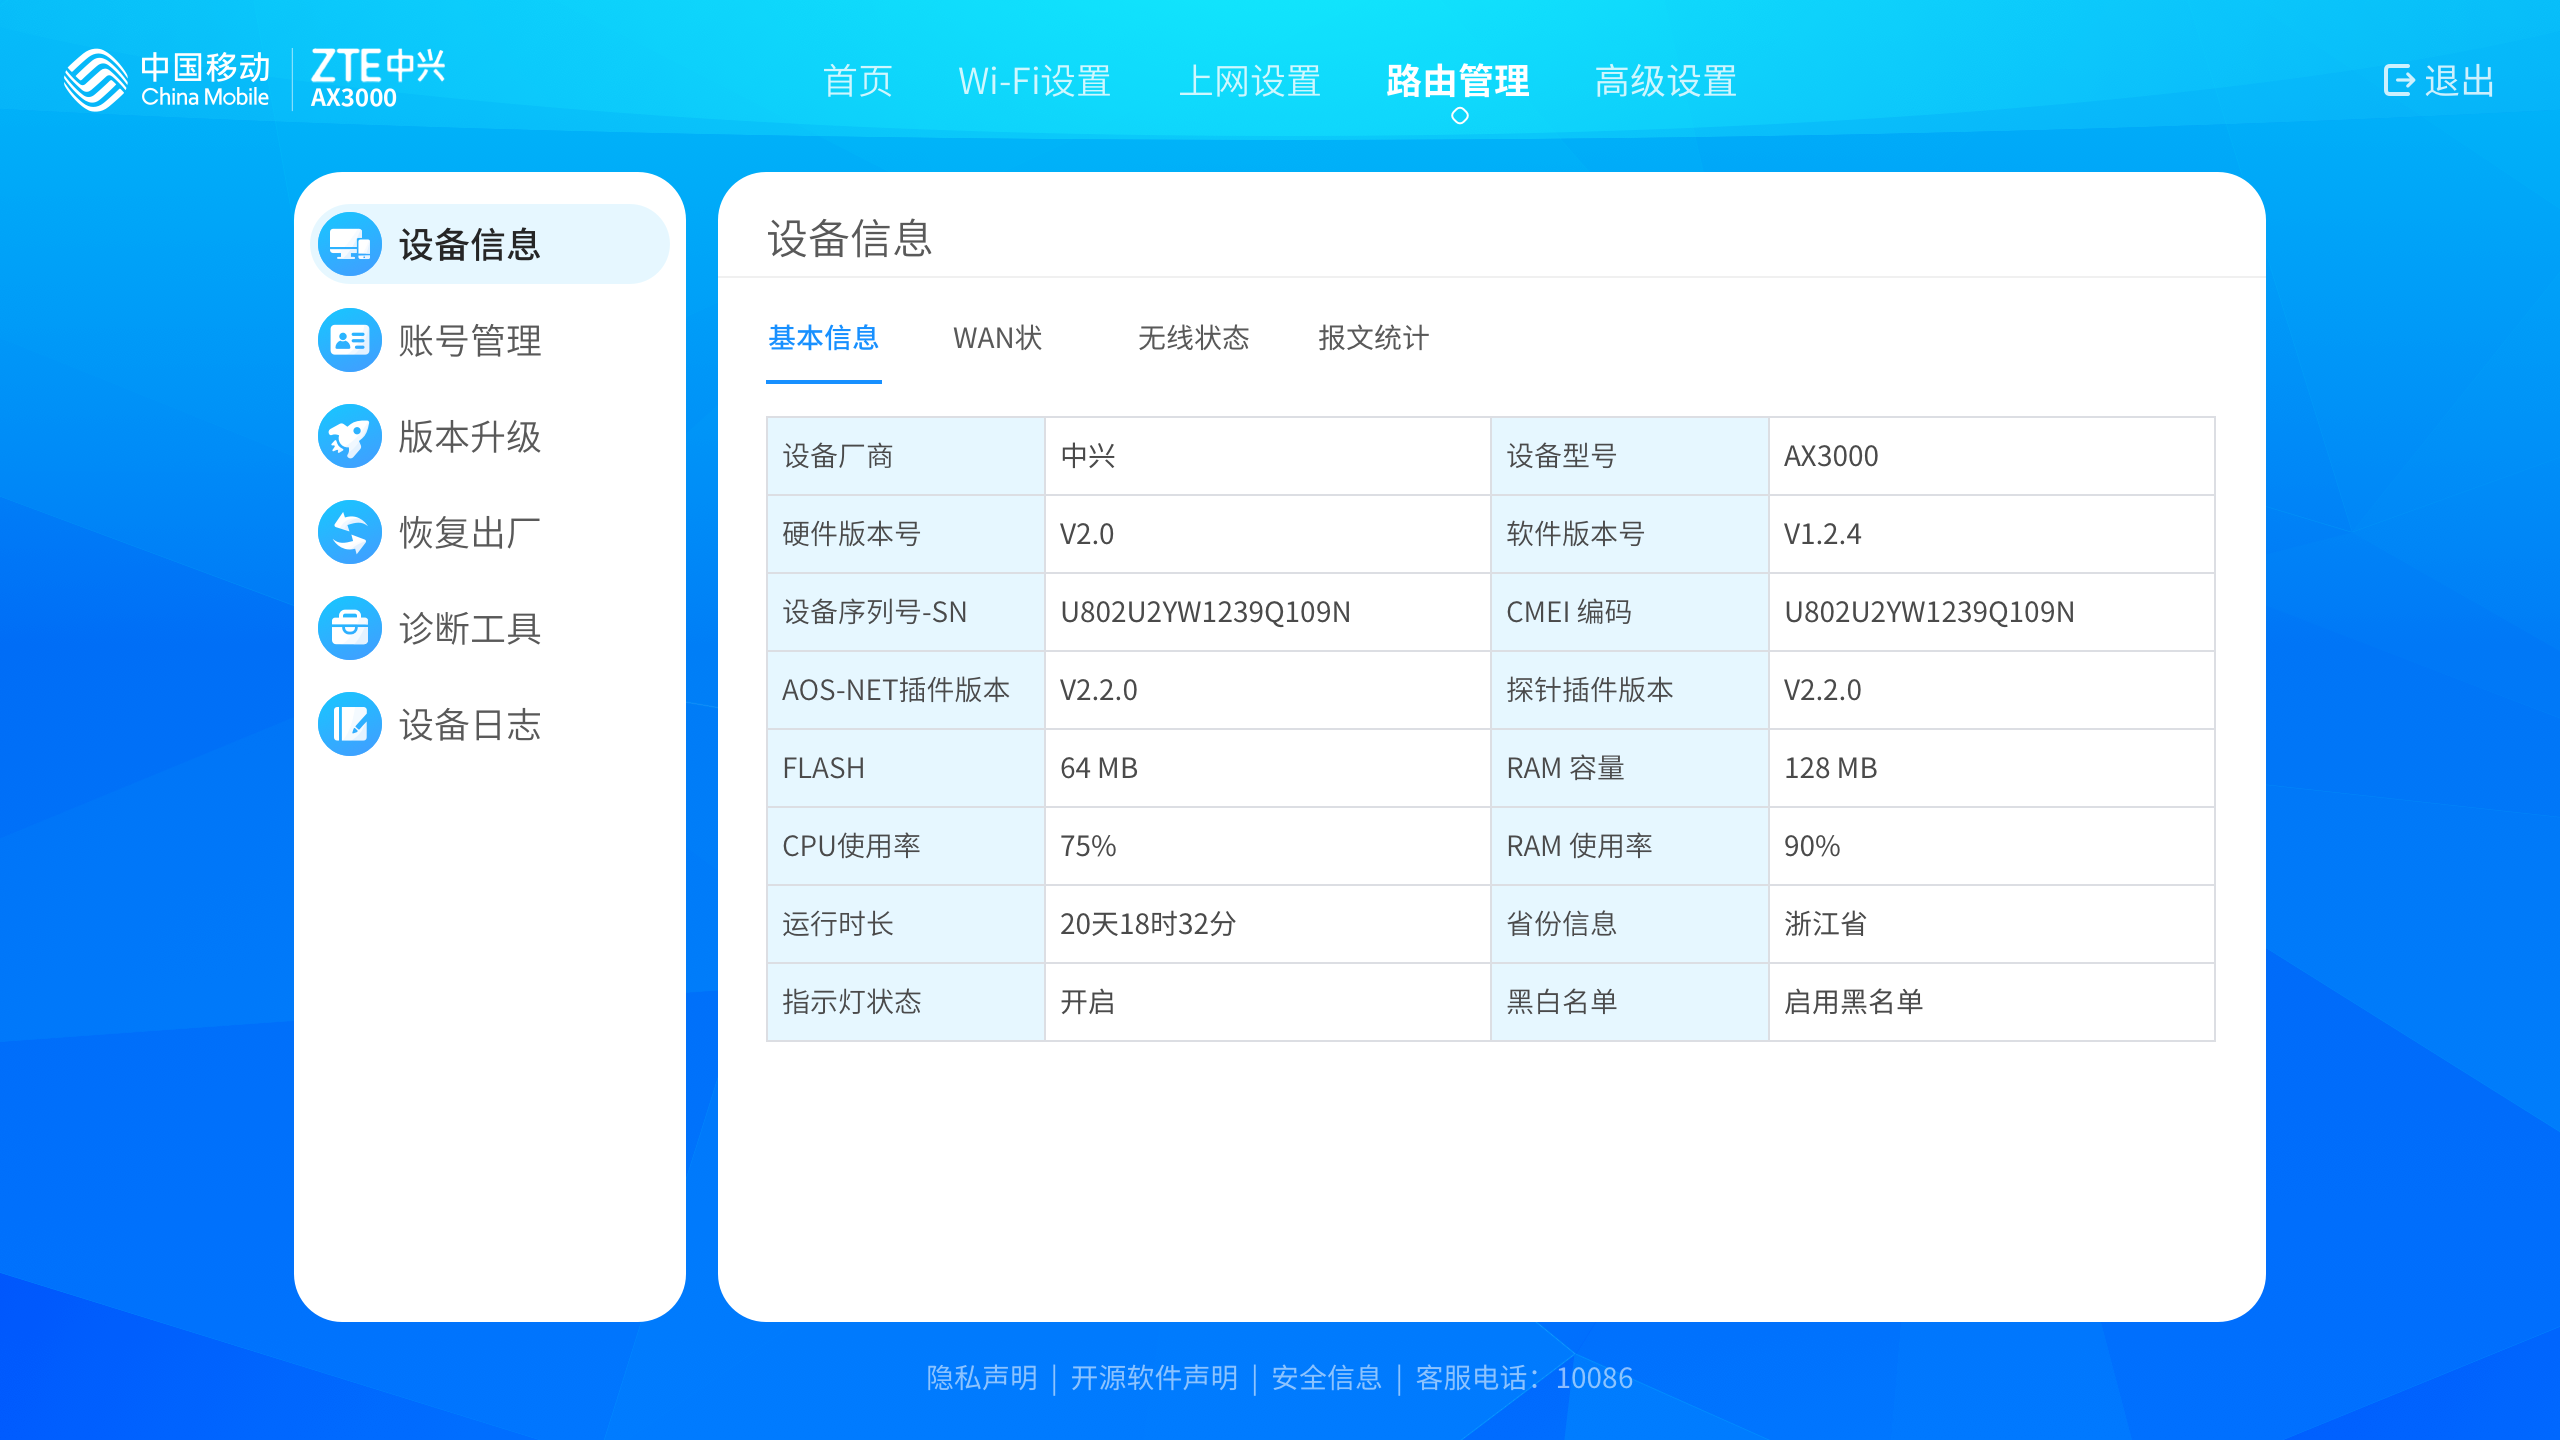 中国移动 China Mobile
ZTE中兴 AX3000
首页 Wi-Fi设置 上网设置 路由管理 高级设置
退出
设备信息
账号管理
版本升级
恢复出厂
诊断工具
设备日志
设备信息
基本信息 WAN状 无线状态 报文统计
设备厂商 中兴 设备型号 AX3000
硬件版本号 V2.0 软件版本号 V1.2.4
设备序列号-SN U802U2YW1239Q109N CMEI 编码 U802U2YW1239Q109N
AOS-NET插件版本 V2.2.0 探针插件版本 V2.2.0
FLASH 64 MB RAM 容量 128 MB
CPU使用率 75% RAM 使用率 90%
运行时长 20天18时32分 省份信息 浙江省
指示灯状态 开启 黑白名单 启用黑名单
隐私声明 | 开源软件声明 | 安全信息 | 客服电话：10086